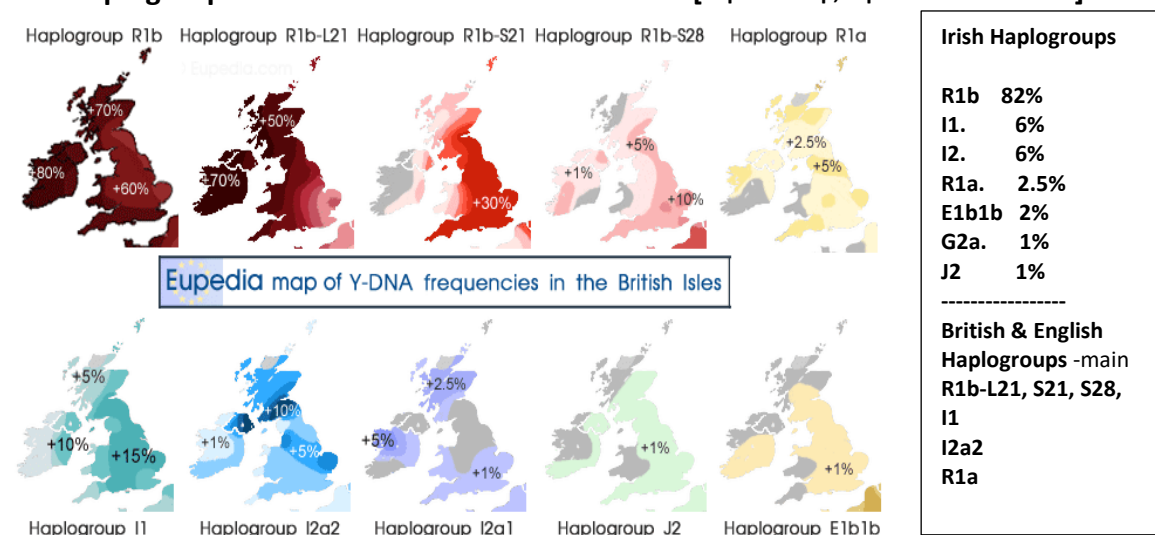 Haplogroup R1b
Haplogroup R1b-L21
Haplogroup R1b-S21
Haplogroup R1b-S28
Haplogroup R1a
Eupedia.com
+70%
+80%
+60%
+50%
+70%
+30%
+5%
+1%
+10%
+2.5%
+5%
Eupedia map of Y-DNA frequencies in the British Isles
+5%
+10%
+15%
+10%
+1%
+5%
+2.5%
+5%
+1%
+1%
+1%
Haplogroup I1
Haplogroup I2a2
Haplogroup I2a1
Haplogroup J2
Haplogroup E1b1b
Irish Haplogroups
R1b 82%
I1. 6%
I2. 6%
R1a. 2.5%
E1b1b 2%
G2a. 1%
J2 1%
-----------------
British & English
Haplogroups -main
R1b-L21, S21, S28,
I1
I2a2
R1a